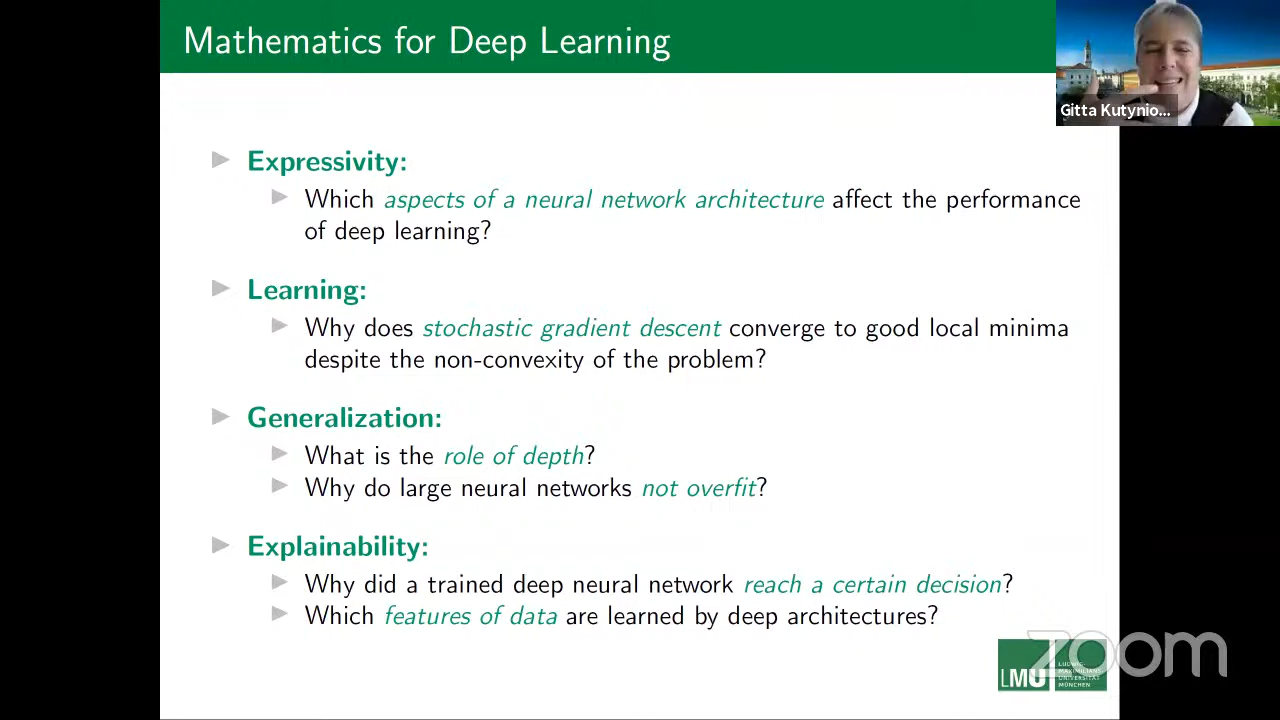 Mathematics for Deep Learning
Gitta Kutynio...
Expressivity:
Which aspects of a neural network architecture affect the performance
of deep learning?
Learning:
Why does stochastic gradient descent converge to good local minima
despite the non-convexity of the problem?
Generalization:
What is the role of depth?
Why do large neural networks not overfit?
Explainability:
Why did a trained deep neural network reach a certain decision?
Which features of data are learned by deep architectures?
LMU
LUDWIG-
MAXIMILIANS-
UNIVERSITÄT
MÜNCHEN
zoom